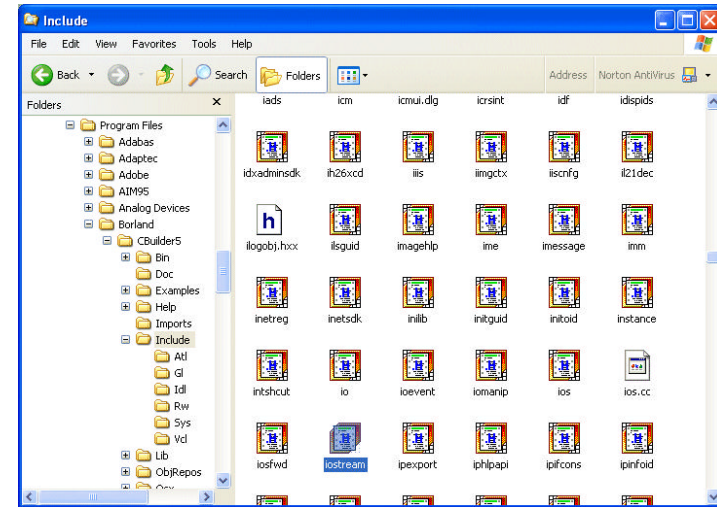 Include
File Edit View Favorites Tools Help
Back Search Folders Address Norton AntiVirus
Folders
Program Files
Adabas
Adaptec
Adobe
AIM95
Analog Devices
Borland
CBuilder5
Bin
Doc
Examples
Help
Imports
Include
Atl
Gl
Idl
Rw
Sys
Vcl
Lib
ObjRepos
iads icm icmui.dlg icrsint idf idispids
idxadminsdk ih26xcd iiis iimgctx iiscnfg il21dec
h
ilogobj.hxx ilsguid imagehlp ime imessage imm
inetreg inetsdk inilib initguid initoid instance
intshcut io ioevent iomanip ios ios.cc
iosfwd iostream ipexport iphlpapi ipifcons ipinfoid